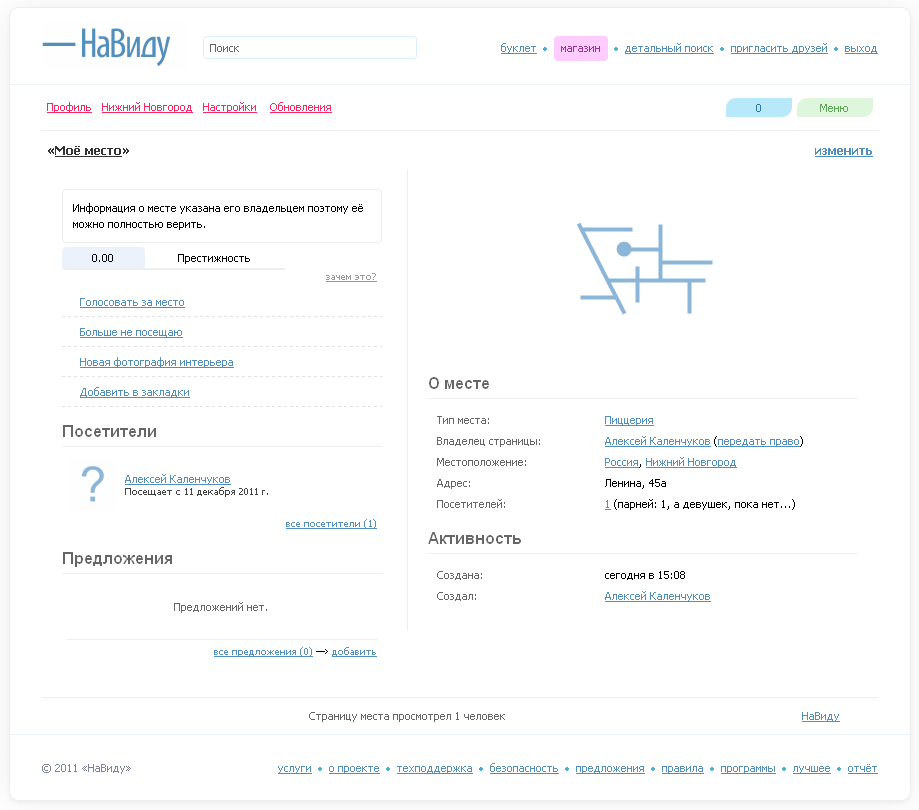 НаВиду
Поиск
буклет • магазин • детальный поиск • пригласить друзей • выход
Профиль Нижний Новгород Настройки Обновления
0 Меню
«Моё место» изменить
Информация о месте указана его владельцем поэтому её
можно полностью верить.
0.00 Престижность
зачем это?
Голосовать за место
Больше не посещаю
Новая фотография интерьера
Добавить в закладки
Посетители
? Алексей Каленчуков
Посещает с 11 декабря 2011 г.
все посетители (1)
Предложения
Предложений нет.
все предложения (0) → добавить
О месте
Тип места: Пиццерия
Владелец страницы: Алексей Каленчуков (передать право)
Местоположение: Россия, Нижний Новгород
Адрес: Ленина, 45а
Посетителей: 1 (парней: 1, а девушек, пока нет...)
Активность
Создана: сегодня в 15:08
Создал: Алексей Каленчуков
Страницу места просмотрел 1 человек НаВиду
© 2011 «НаВиду» услуги • о проекте • техподдержка • безопасность • предложения • правила • программы • лучшее • отчёт